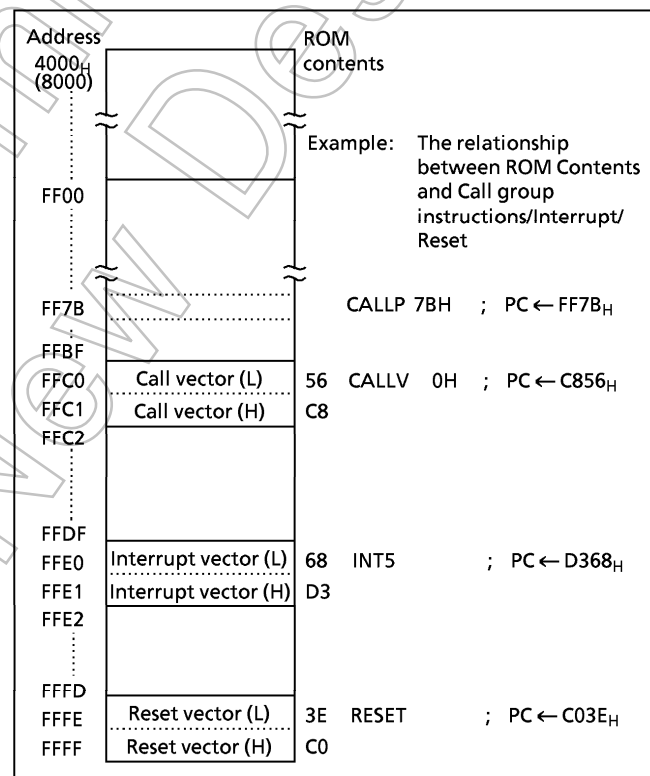 Address ROM
4000H contents
(8000)
Example: The relationship
between ROM Contents
FF00 and Call group
instructions/Interrupt/
Reset
FF7B CALLP 7BH ; PC ← FF7BH
FFBF
FFC0 Call vector (L) 56 CALLV 0H ; PC ← C856H
FFC1 Call vector (H) C8
FFC2
FFDF
FFE0 Interrupt vector (L) 68 INT5 ; PC ← D368H
FFE1 Interrupt vector (H) D3
FFE2
FFFD
FFFE Reset vector (L) 3E RESET ; PC ← C03EH
FFFF Reset vector (H) C0